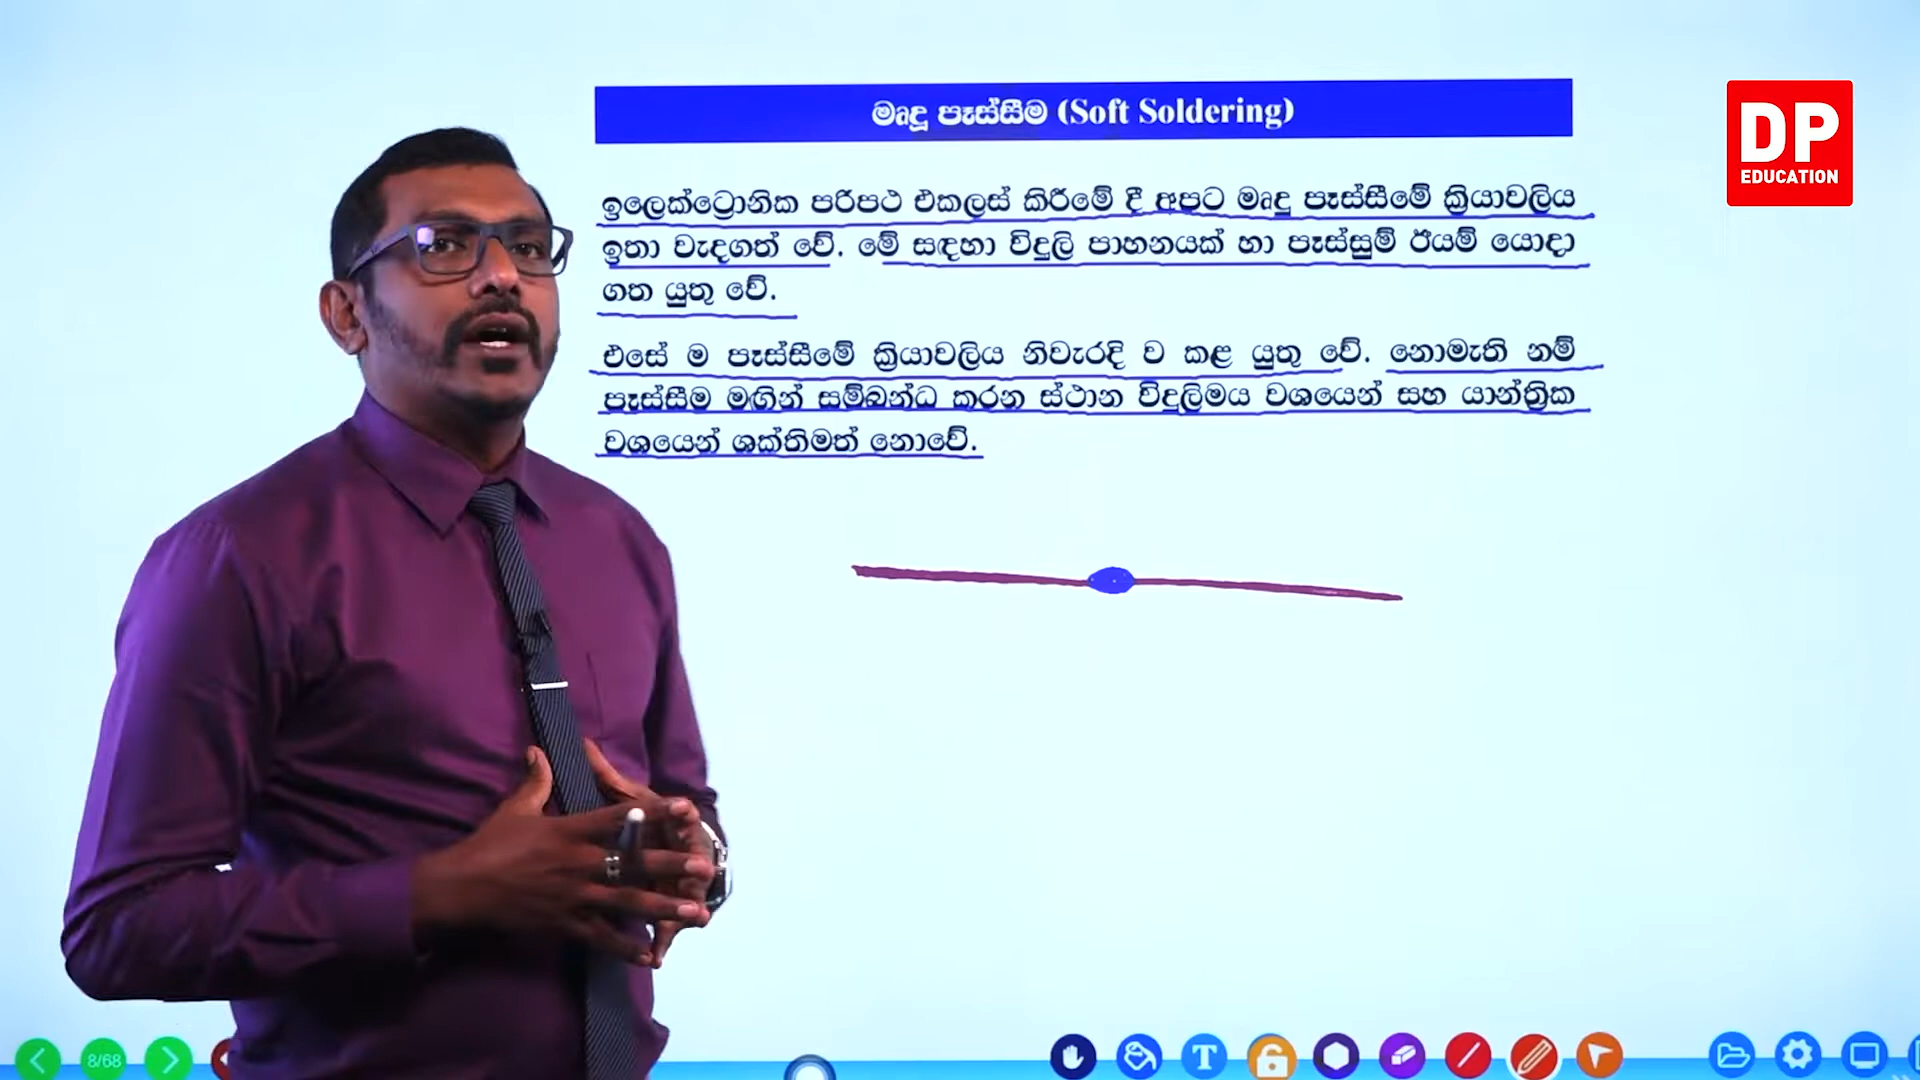 මෘදු පෑස්සීම (Soft Soldering)
DP
EDUCATION
ඉලෙක්ට්‍රොනික පරිපථ එකලස් කිරීමේ දී අපට මෘදු පෑස්සීමේ ක්‍රියාවලිය
ඉතා වැදගත් වේ. මේ සඳහා විදුලි පාහනයක් හා පෑස්සුම් ඊයම් යොදා
ගත යුතු වේ.
එසේ ම පෑස්සීමේ ක්‍රියාවලිය නිවැරදි ව කළ යුතු වේ. නොමැති නම්
පෑස්සීම මඟින් සම්බන්ධ කරන ස්ථාන විදුලිමය වශයෙන් සහ යාන්ත්‍රික
වශයෙන් ශක්තිමත් නොවේ.
8/68
T